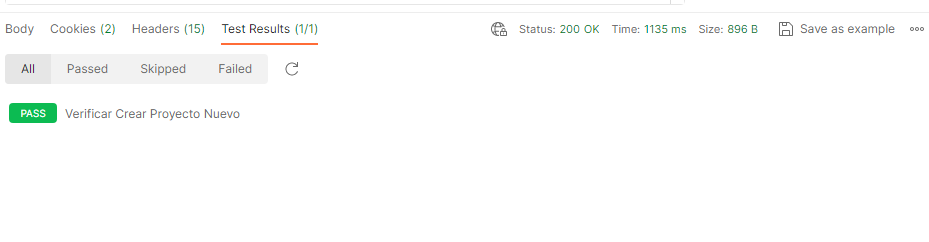 Body Cookies (2) Headers (15) Test Results (1/1) Status: 200 OK Time: 1135 ms Size: 896 B Save as example
All Passed Skipped Failed
PASS Verificar Crear Proyecto Nuevo